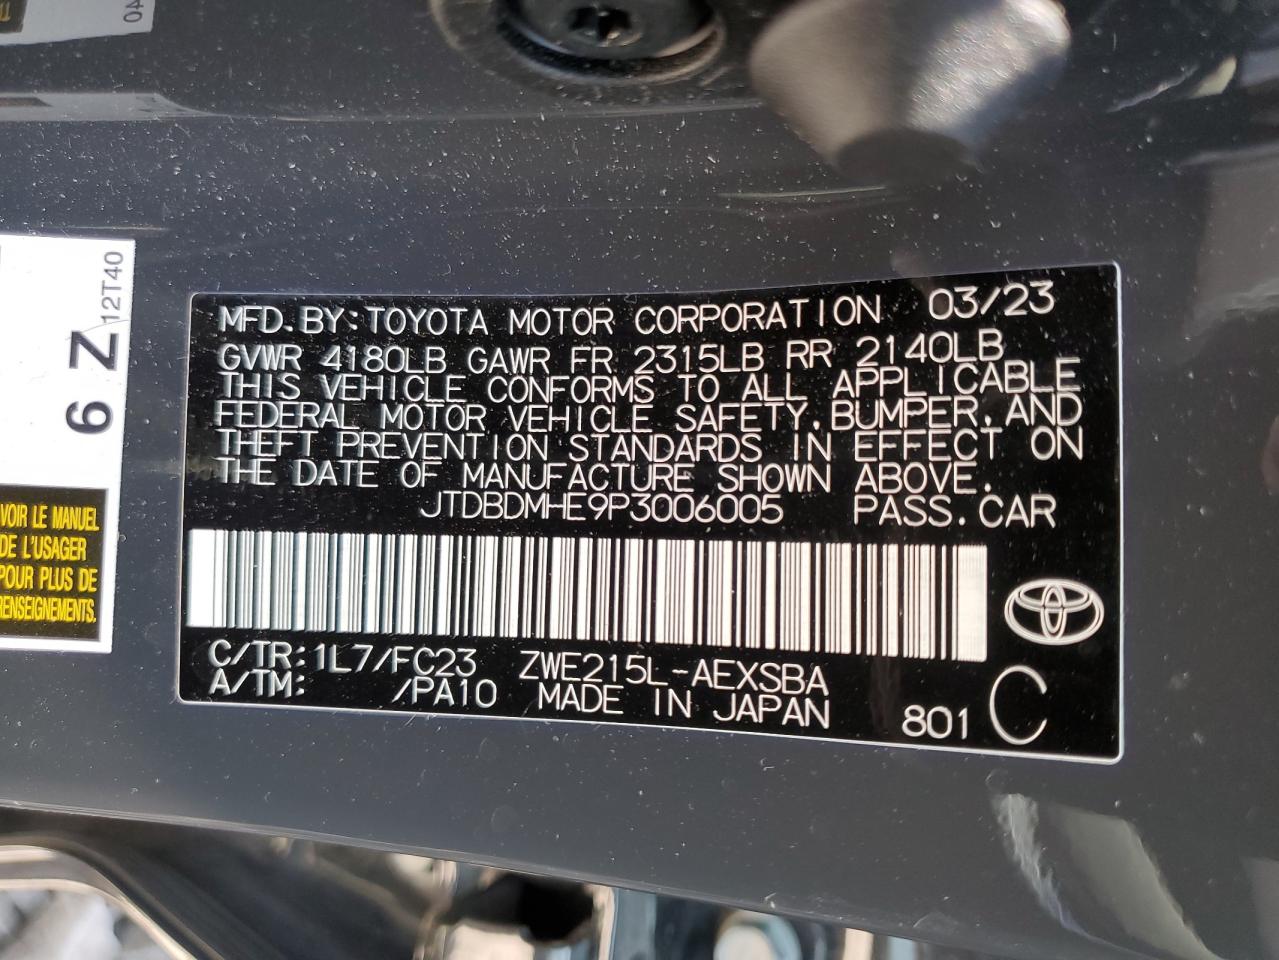 MFD.BY:TOYOTA MOTOR CORPORATION 03/23
GVWR 4180LB GAWR FR 2315LB RR 2140LB
THIS VEHICLE CONFORMS TO ALL APPLICABLE
FEDERAL MOTOR VEHICLE SAFETY,BUMPER,AND
THEFT PREVENTION STANDARDS IN EFFECT ON
THE DATE OF MANUFACTURE SHOWN ABOVE.
JTDBDMHE9P3006005 PASS.CAR
C/TR:1L7/FC23 ZWE215L-AEXSBA
A/TM: /PA10 MADE IN JAPAN 801 C
6 Z 12T40
VOIR LE MANUEL
DE L'USAGER
POUR PLUS DE
RENSEIGNEMENTS.